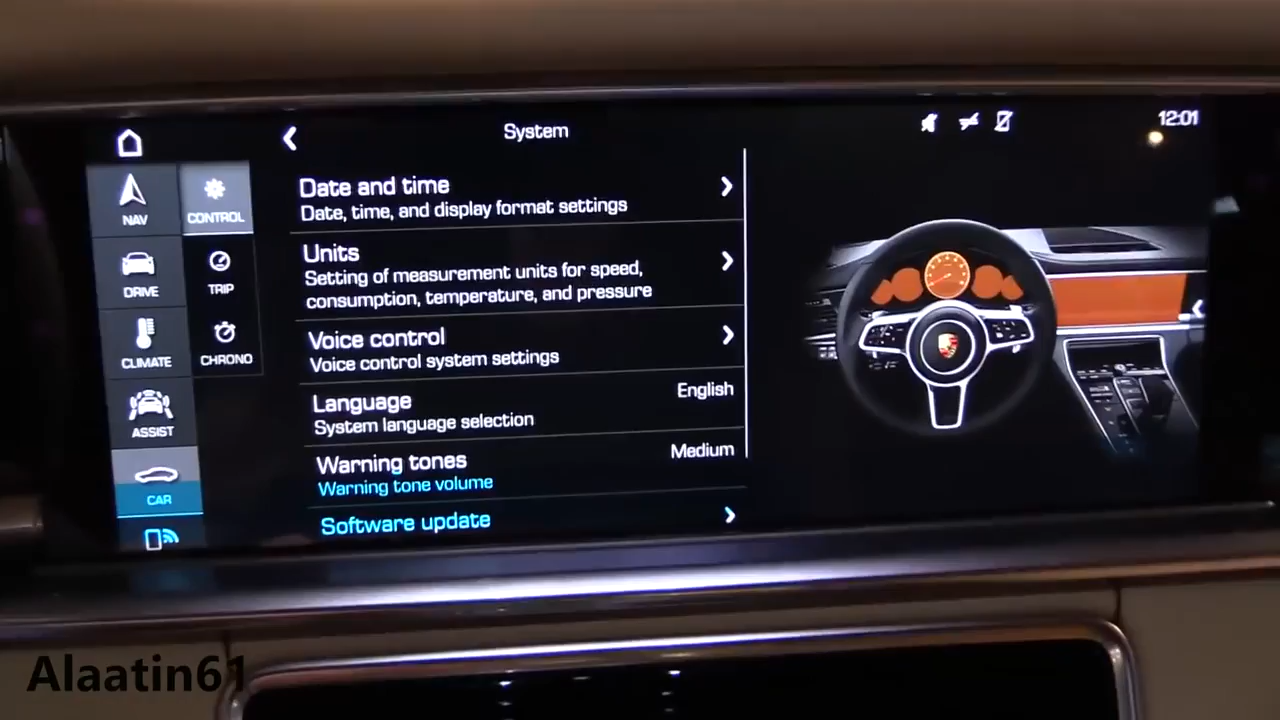 System
12:01
NAV
CONTROL
DRIVE
TRIP
CLIMATE
CHRONO
ASSIST
CAR
Date and time
Date, time, and display format settings
Units
Setting of measurement units for speed,
consumption, temperature, and pressure
Voice control
Voice control system settings
Language
English
System language selection
Warning tones
Medium
Warning tone volume
Software update
Alaatin61